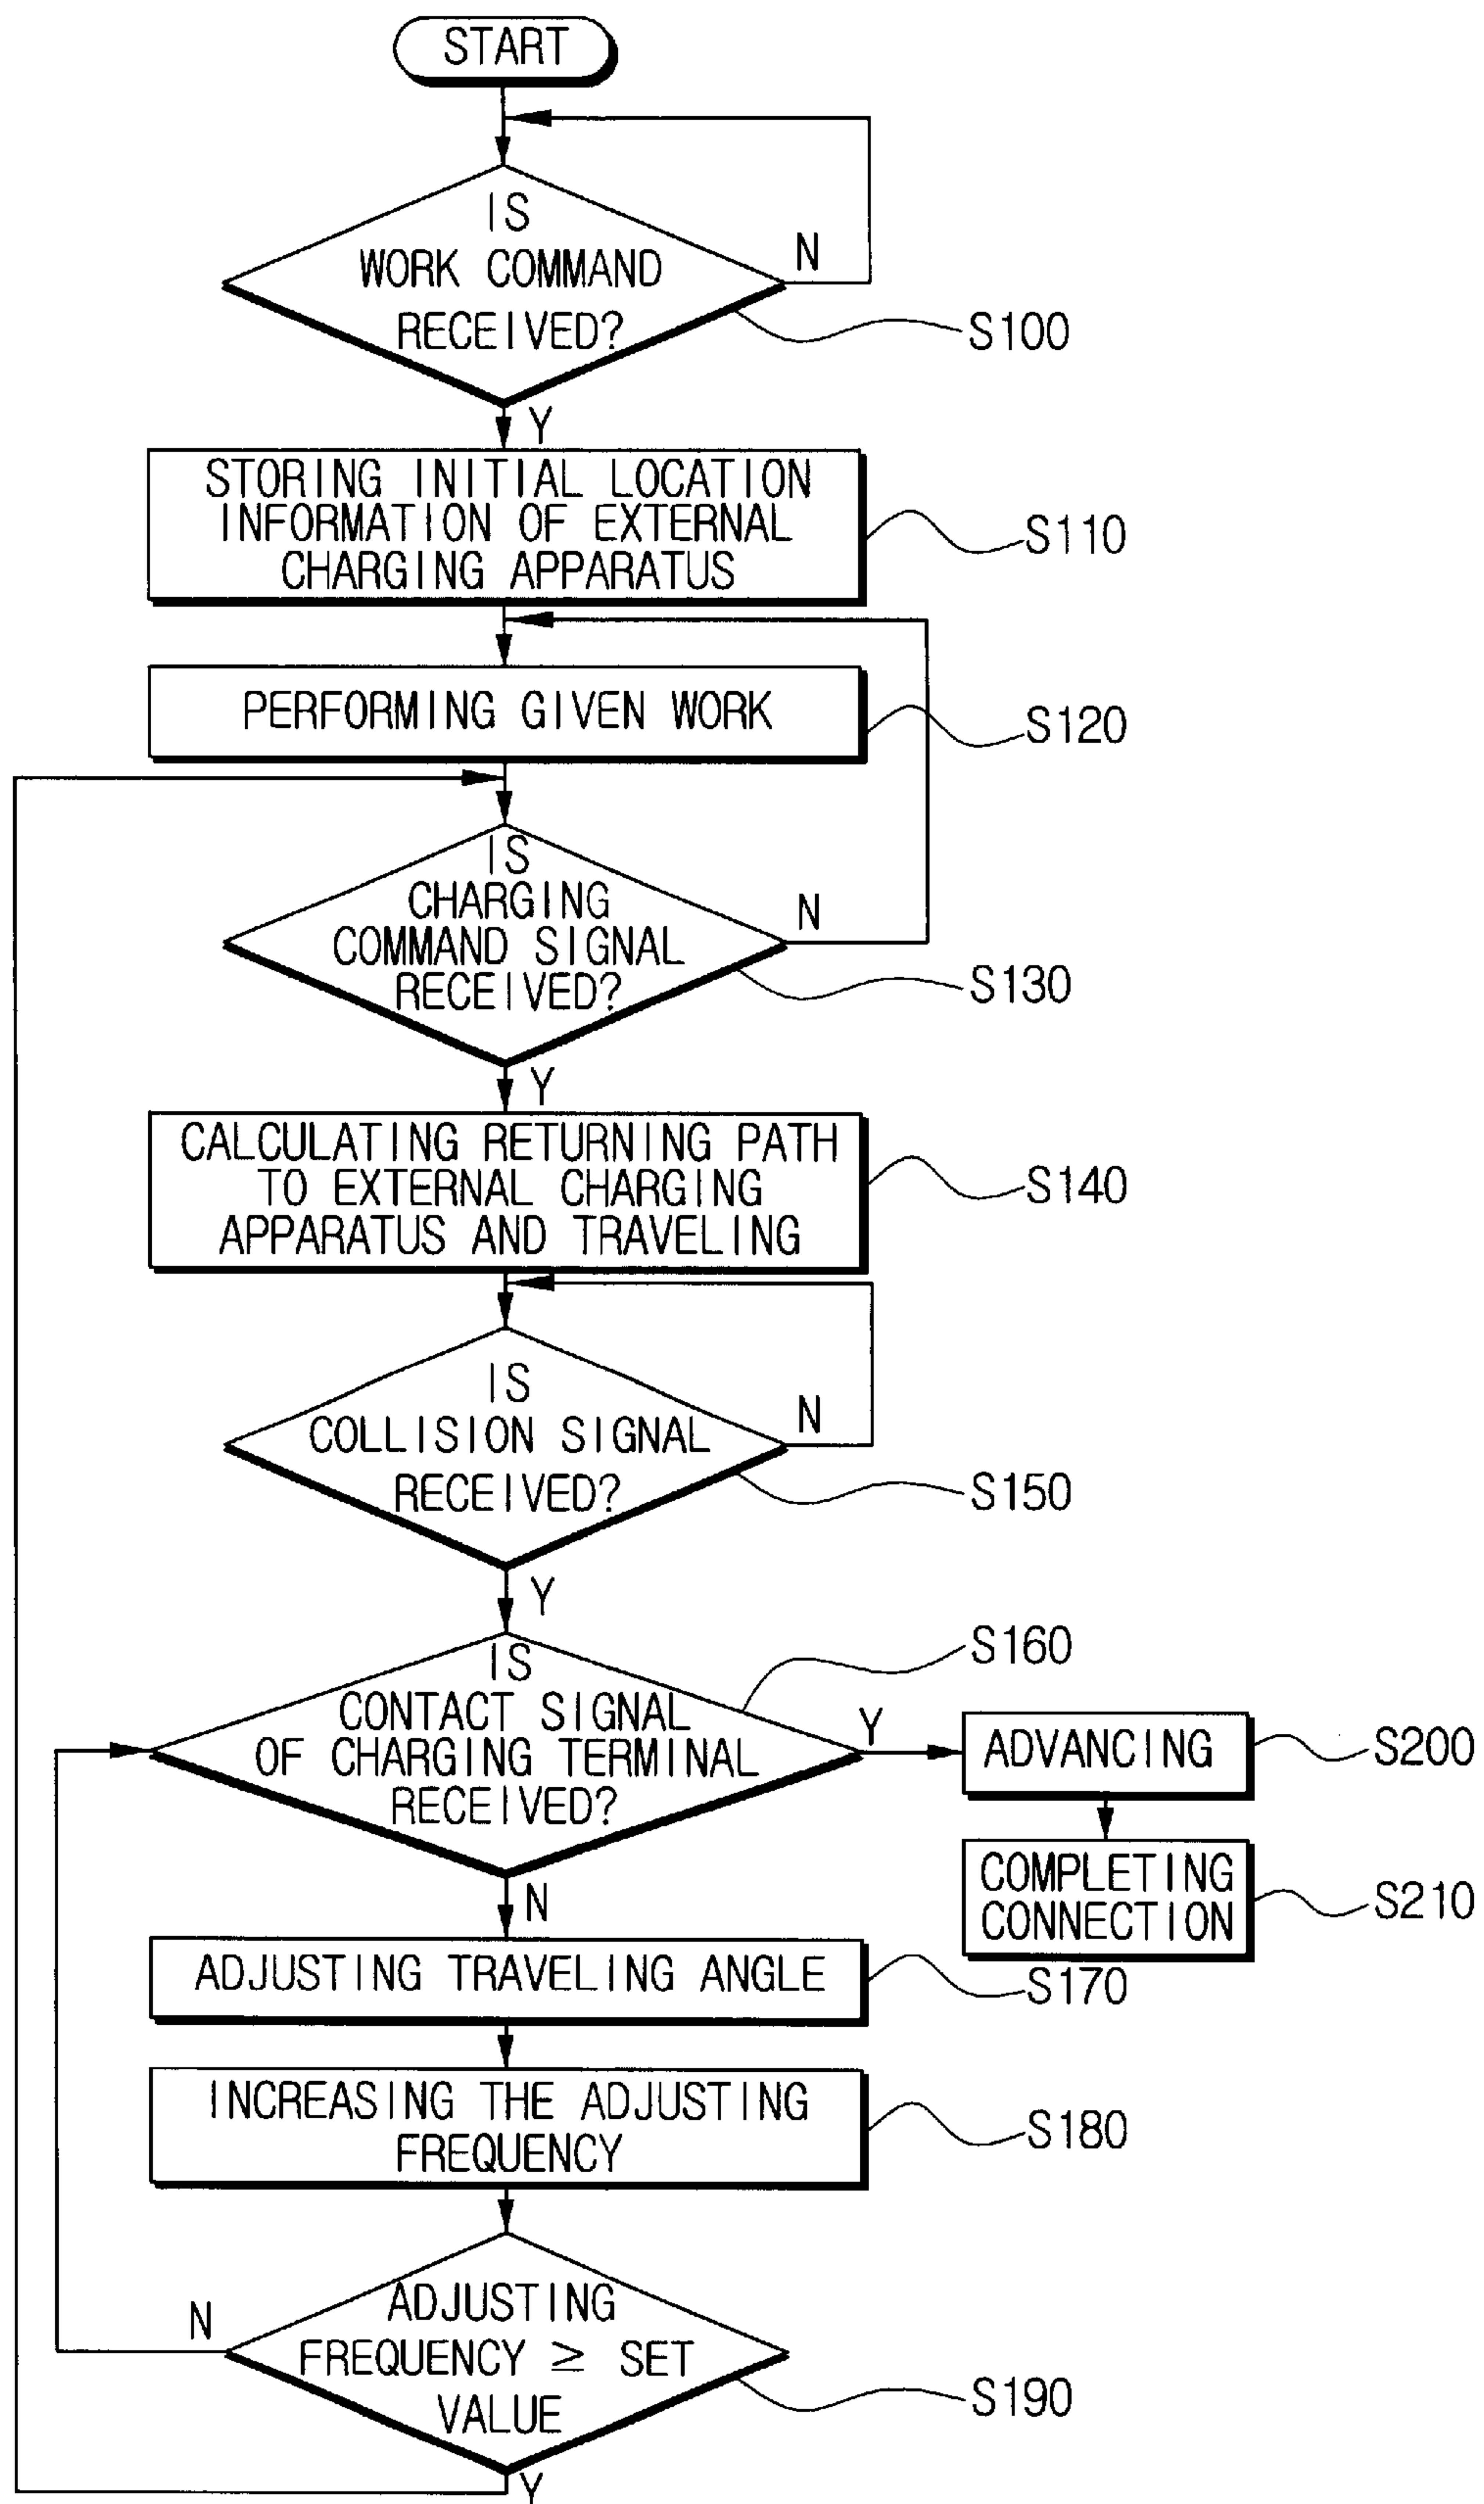 START
IS
WORK COMMAND
RECEIVED?
N
S100
Y
STORING INITIAL LOCATION
INFORMATION OF EXTERNAL
CHARGING APPARATUS
S110
PERFORMING GIVEN WORK
S120
IS
CHARGING
COMMAND SIGNAL
RECEIVED?
N
S130
Y
CALCULATING RETURNING PATH
TO EXTERNAL CHARGING
APPARATUS AND TRAVELING
S140
IS
COLLISION SIGNAL
RECEIVED?
N
S150
Y
IS
CONTACT SIGNAL
OF CHARGING TERMINAL
RECEIVED?
S160
Y
ADVANCING
S200
COMPLETING
CONNECTION
S210
N
ADJUSTING TRAVELING ANGLE
S170
INCREASING THE ADJUSTING
FREQUENCY
S180
ADJUSTING
FREQUENCY ≥ SET
VALUE
N
S190
Y